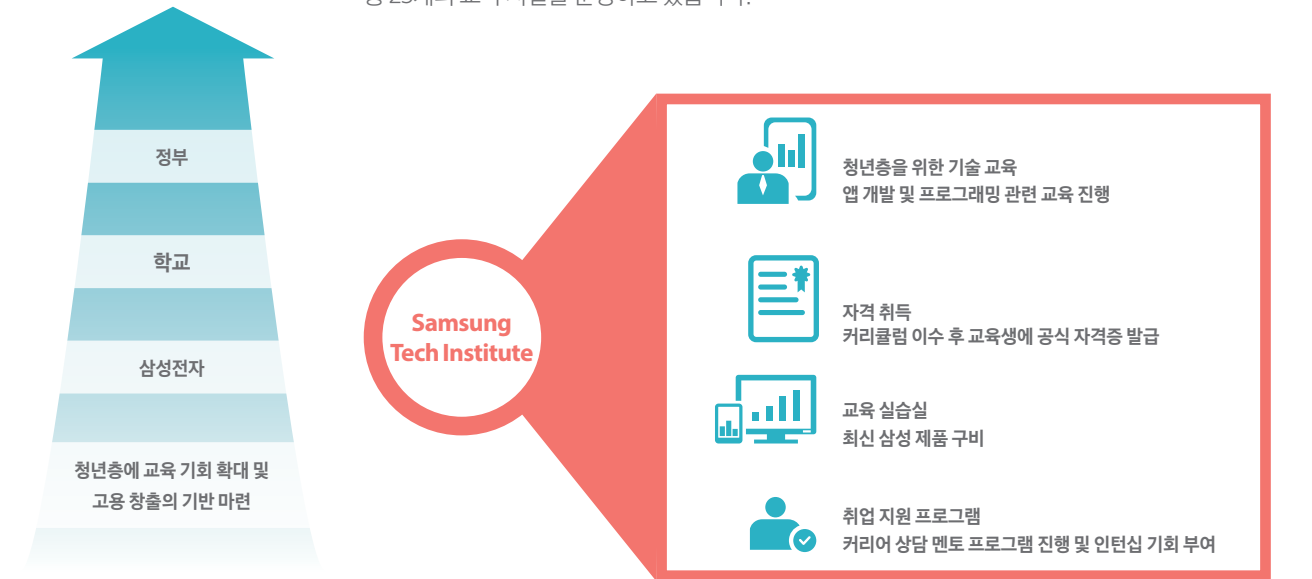 정부
학교
삼성전자
청년층에 교육 기회 확대 및
고용 창출의 기반 마련
Samsung
Tech Institute
청년층을 위한 기술 교육
앱 개발 및 프로그래밍 관련 교육 진행
자격 취득
커리큘럼 이수 후 교육생에 공식 자격증 발급
교육 실습실
최신 삼성 제품 구비
취업 지원 프로그램
커리어 상담 멘토 프로그램 진행 및 인턴십 기회 부여